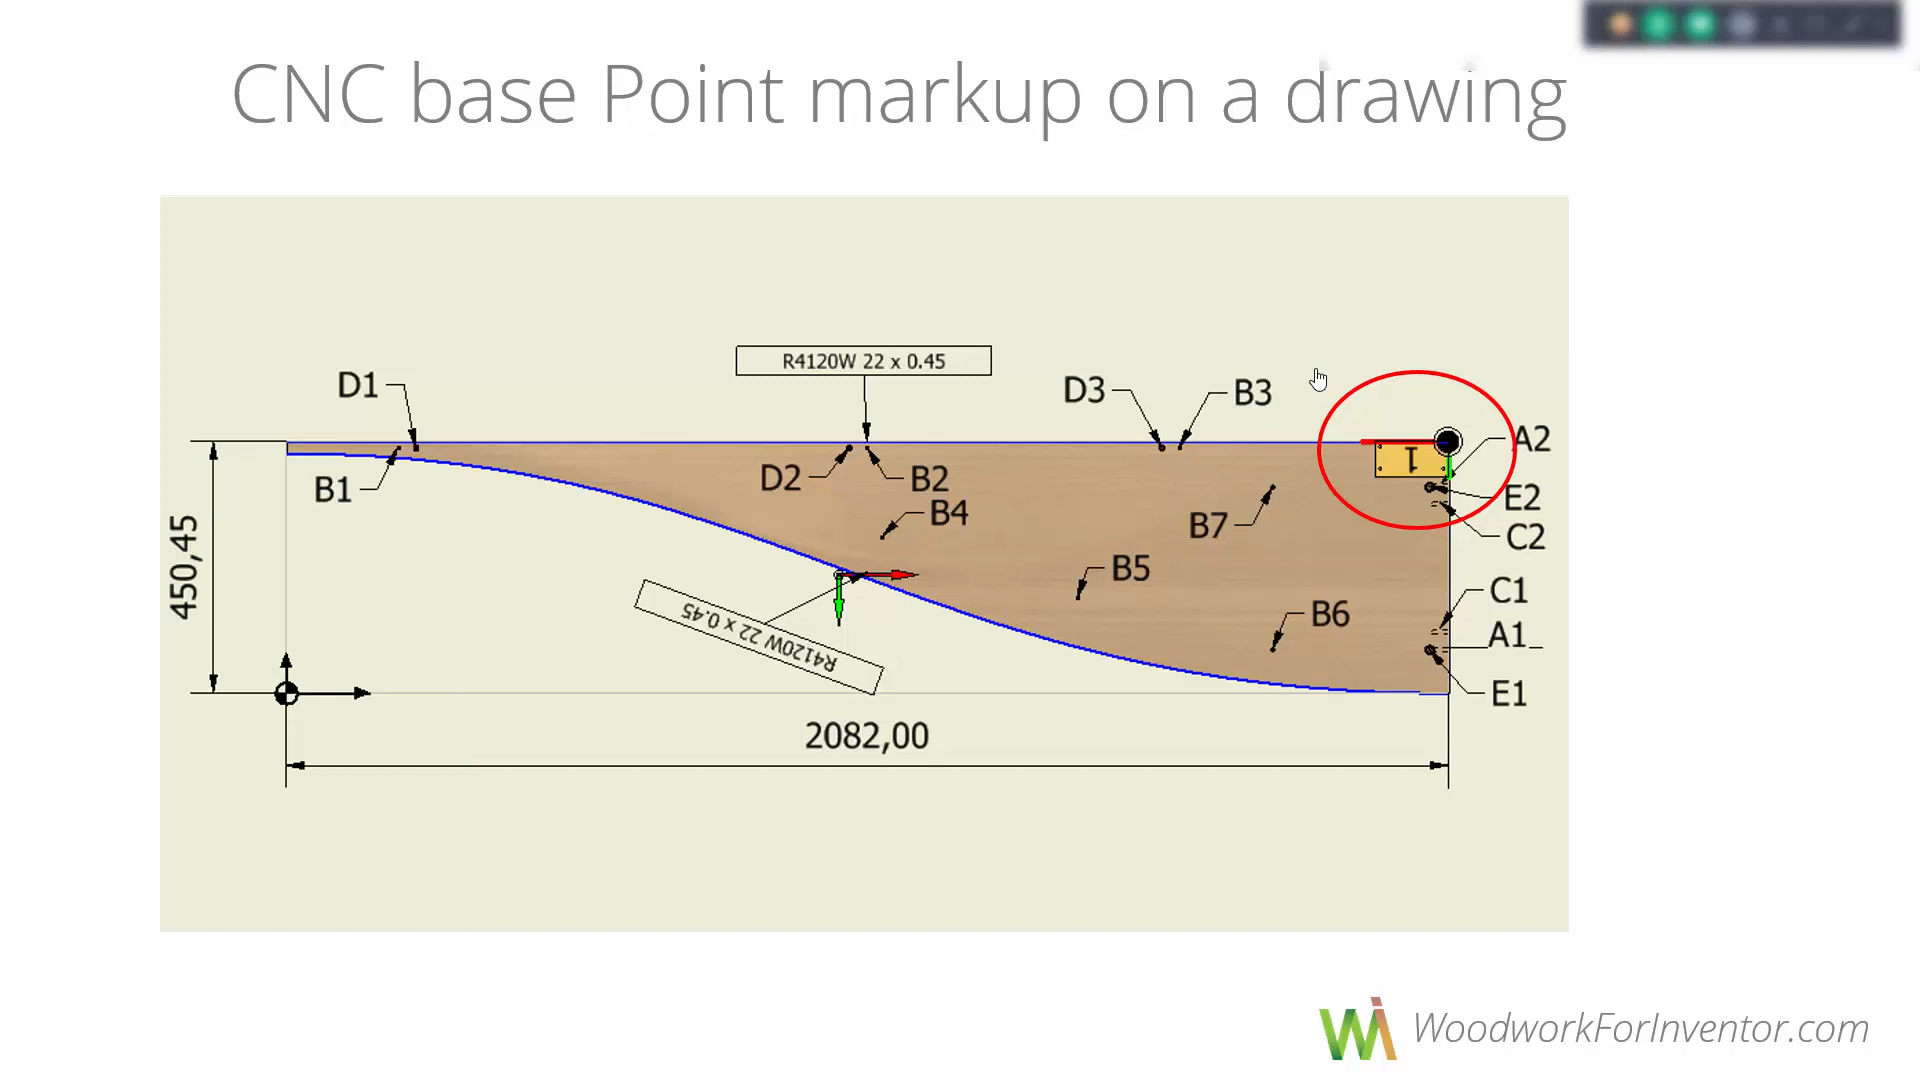 CNC base Point markup on a drawing
R4120W 22 x 0.45
D1
D3
B3
A2
D2
B2
B1
B4
E2
B7
C2
450,45
B5
C1
R4120W 22 x 0.45
B6
A1
E1
1
2082,00
WoodworkForInventor.com